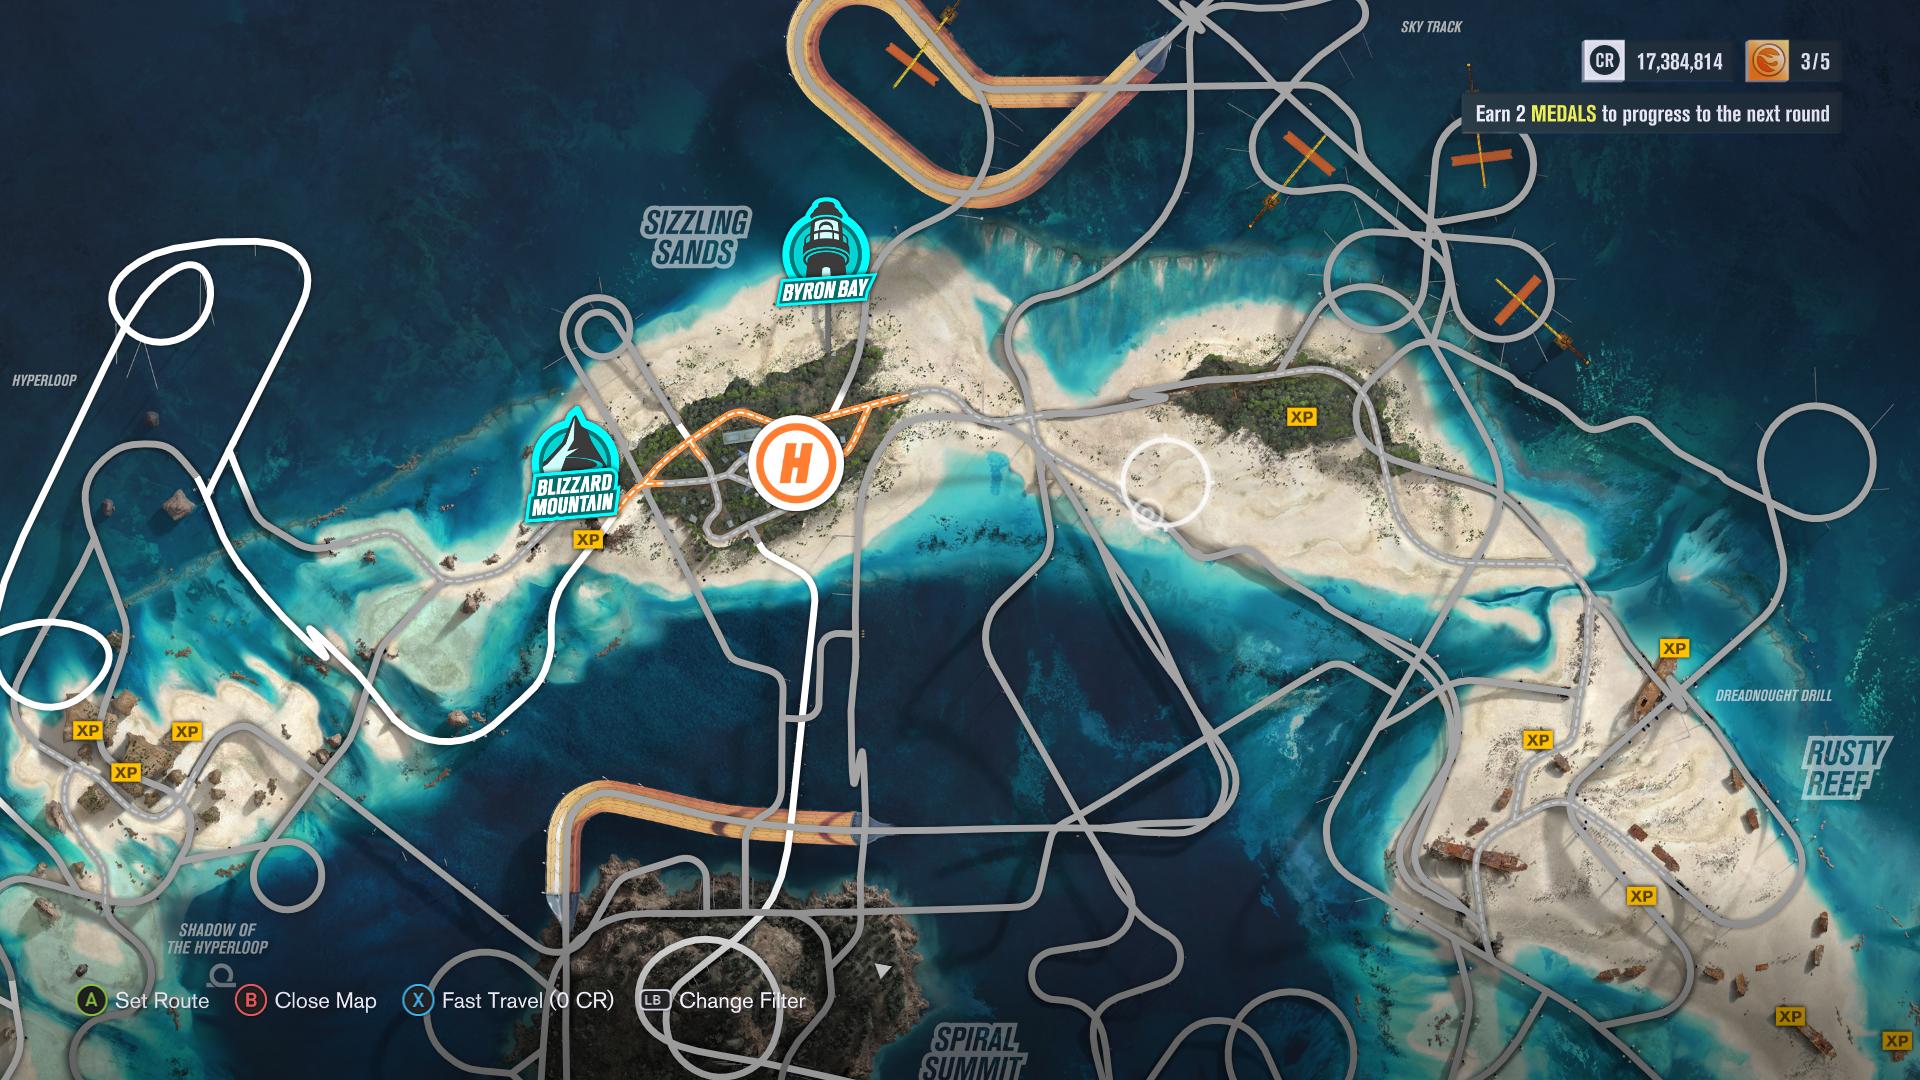 SKY TRACK
CR 17,384,814 3/5
Earn 2 MEDALS to progress to the next round
SIZZLING
SANDS
BYRON BAY
HYPERLOOP
XP
H
BLIZZARD
MOUNTAIN
XP
XP
DREADNOUGHT DRILL
XP
XP
XP
XP
RUSTY
REEF
XP
SHADOW OF
THE HYPERLOOP
A Set Route B Close Map X Fast Travel (0 CR) LB Change Filter
XP
SPIRAL
SUMMIT
XP